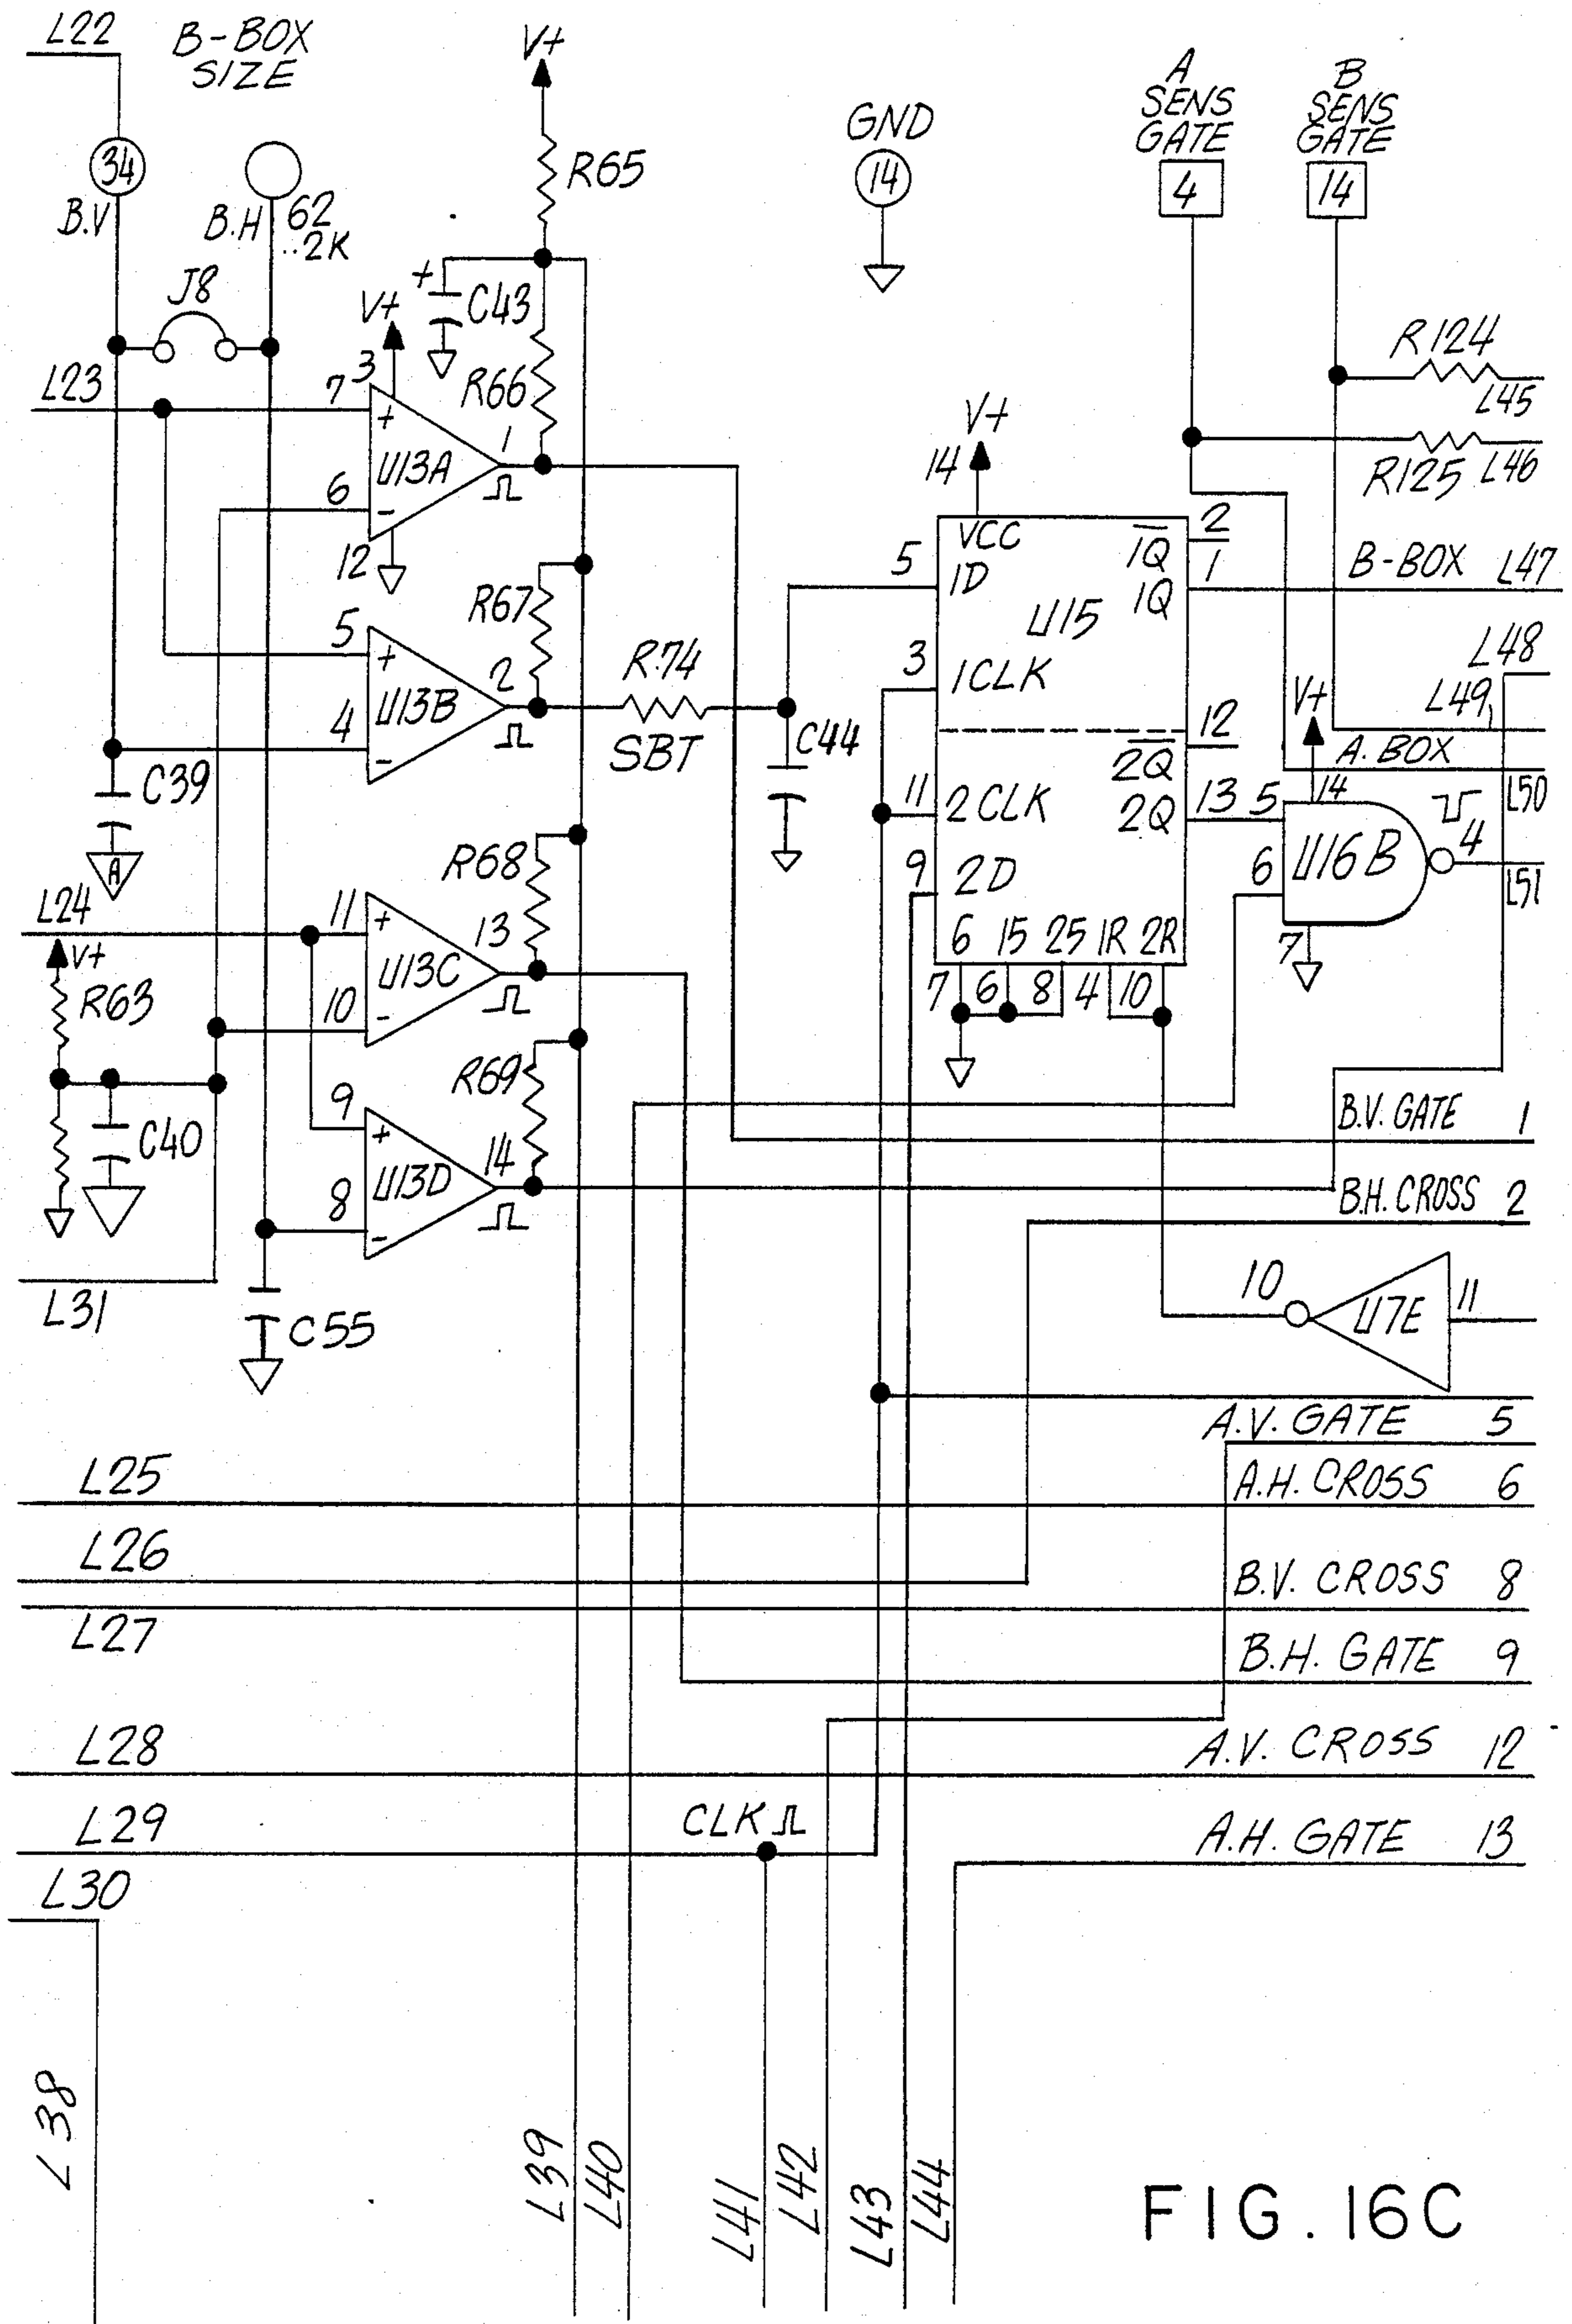 L22
B-BOX
SIZE
V+
34
B.V
B.H
62
..2K
R65
GND
14
A
SENS
GATE
4
B
SENS
GATE
14
J8
+
C43
V+
3
L23
7
+
U13A
1
R66
6
-
12
R124
L45
R125
L46
V+
14
VCC
5
1D
U15
1Q
2
1Q
1
B-BOX
L47
3
1CLK
L48
L49
5
+
U13B
2
R67
4
-
R74
SBT
C44
C39
A
12
2Q
11
2CLK
2Q
13
5
V+
14
A.BOX
L50
U16B
4
6
L51
7
9
2D
6
15
25
1R
2R
7
6
8
4
10
L24
V+
R63
11
+
U13C
13
R68
10
-
C40
R69
9
+
U13D
14
8
-
B.V. GATE
1
B.H. CROSS
2
L31
C55
10
U7E
11
A.V. GATE
5
L25
A.H. CROSS
6
L26
B.V. CROSS
8
L27
B.H. GATE
9
L28
A.V. CROSS
12
L29
CLK
A.H. GATE
13
L30
L38
L39
L40
L41
L42
L43
L44
FIG. 16C